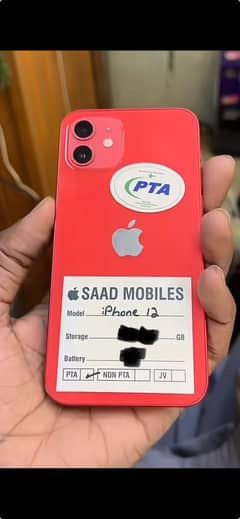 PTA
SAAD MOBILES
Model iPhone 12
Storage GB
Battery
PTA ✓ NON PTA JV